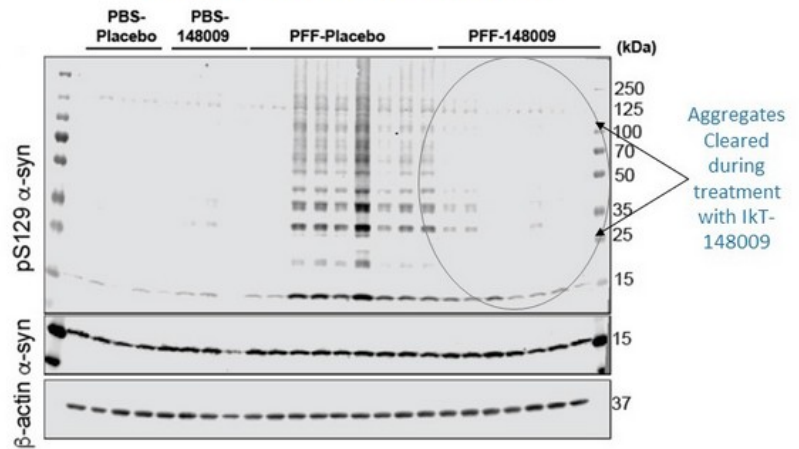 PBS-
Placebo
PBS-
148009
PFF-Placebo
PFF-148009
(kDa)
pS129 α-syn
250
125
100
70
50
35
25
15
Aggregates
Cleared
during
treatment
with IkT-
148009
α-syn
15
β-actin
37